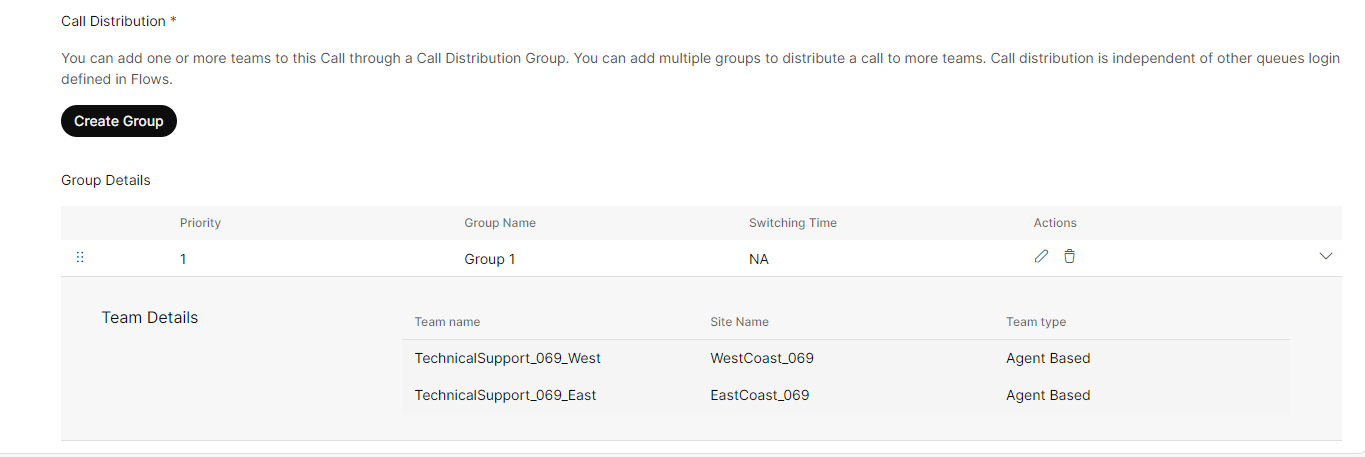 Call Distribution *
You can add one or more teams to this Call through a Call Distribution Group. You can add multiple groups to distribute a call to more teams. Call distribution is independent of other queues login
defined in Flows.
Create Group
Group Details
Priority Group Name Switching Time Actions
1 Group 1 NA
Team Details
Team name Site Name Team type
TechnicalSupport_069_West WestCoast_069 Agent Based
TechnicalSupport_069_East EastCoast_069 Agent Based